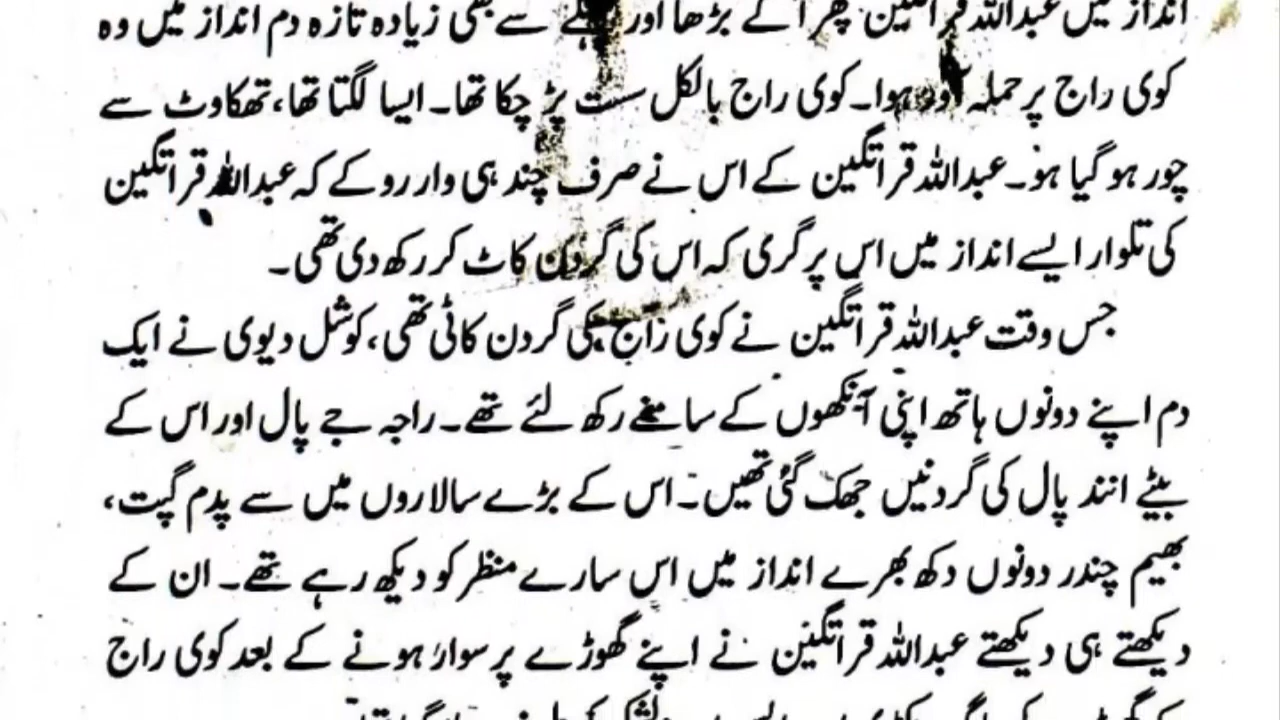 انداز میں عبداللہ قراتگین پھر آگے بڑھا اور پہلے سے بھی زیادہ تازہ دم انداز میں وہ
کوی راج پر حملہ آور ہوا۔ کوی راج بالکل سست پڑ چکا تھا۔ ایسا لگتا تھا، تھکاوٹ سے
چور ہو گیا ہو۔ عبداللہ قراتگین کے اس نے صرف چند ہی وار روکے کہ عبداللہ قراتگین
کی تلوار ایسے انداز میں اس پر گری کہ اس کی گردن کاٹ کر رکھ دی تھی۔
جس وقت عبداللہ قراتگین نے کوی راج کی گردن کاٹی تھی، کوشل دیوی نے ایک
دم اپنے دونوں ہاتھ اپنی آنکھوں کے سامنے رکھ لئے تھے۔ راجہ جے پال اور اس کے
بیٹے انند پال کی گردنیں جھک گئی تھیں۔ اس کے بڑے سالاروں میں سے پدم گپت،
بھیم چندر دونوں دکھ بھرے انداز میں اس سارے منظر کو دیکھ رہے تھے۔ ان کے
دیکھتے ہی دیکھتے عبداللہ قراتگین نے اپنے گھوڑے پر سوار ہونے کے بعد کوی راج